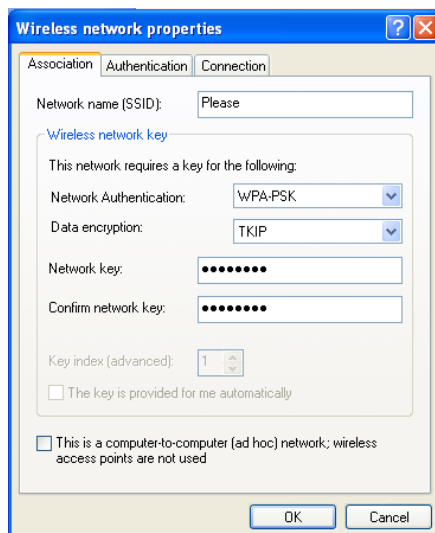 Wireless network properties
Association Authentication Connection
Network name (SSID): Please
Wireless network key
This network requires a key for the following:
Network Authentication: WPA-PSK
Data encryption: TKIP
Network key: ••••••••
Confirm network key: ••••••••
Key index (advanced): 1
The key is provided for me automatically
This is a computer-to-computer (ad hoc) network; wireless
access points are not used
OK Cancel